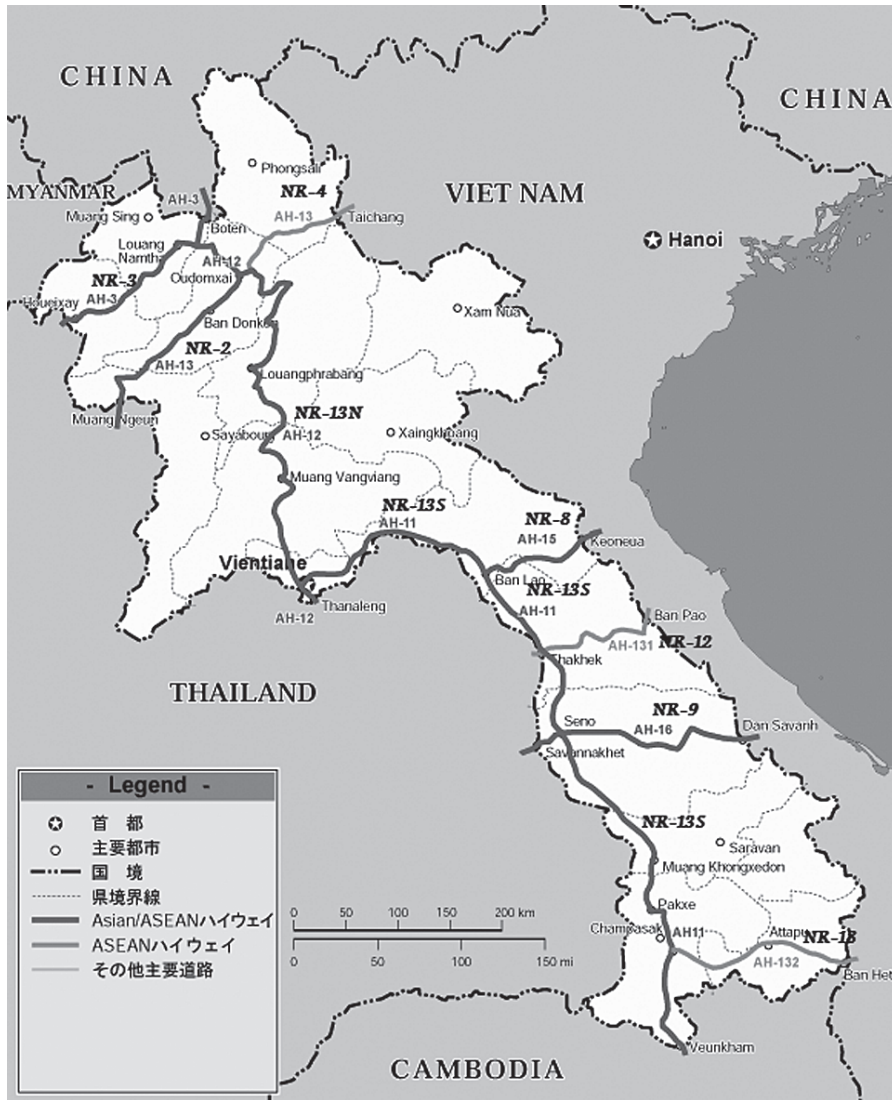 CHINA
CHINA
Phongsali
MYANMAR
NR-4
VIET NAM
AH-3
Muang Sing
AH-13
Taichang
Boten
Hanoi
Louang
Namtha
AH-12
NR-3
Oudomxai
Houeixay
AH-3
Ban Donken
Xam Nua
NR-2
AH-13
Louangphrabang
Muang Ngeun
NR-13N
Sayaboury
AH-12
Xaingkhoang
Muang Vangviang
NR-13S
AH-11
NR-8
AH-15
Keoneua
Vientiane
Ban Lao
NR-13S
Thanaleng
AH-11
AH-12
Ban Pao
AH-131
NR-12
Thakhek
THAILAND
NR-9
Seno
AH-16
Dan Savanh
Savannakhet
- Legend -
首 都
主要都市
国 境
県境界線
Asian/ASEANハイウェイ
ASEANハイウェイ
その他主要道路
NR-13S
Saravan
Muang Khongxedon
0 50 100 150 200 km
0 50 100 150 mi
Pakxe
Champasak
AH11
Attapu
NR-18
AH-132
Ban Het
Veunkham
CAMBODIA